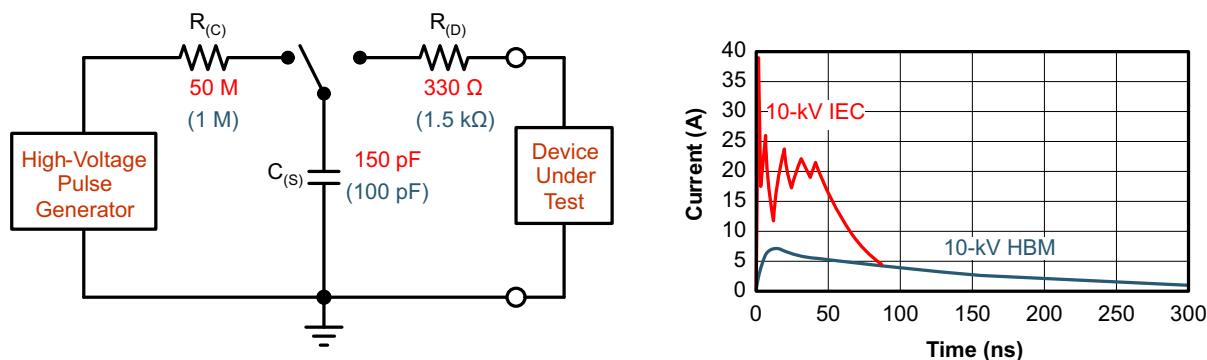 R(C)
50 M
(1 M)
R(D)
330 Ω
(1.5 kΩ)
High-Voltage
Pulse
Generator
C(S)
150 pF
(100 pF)
Device
Under
Test
Current (A)
40
35
30
25
20
15
10
5
0
10-kV IEC
10-kV HBM
0
50
100
150
200
250
300
Time (ns)